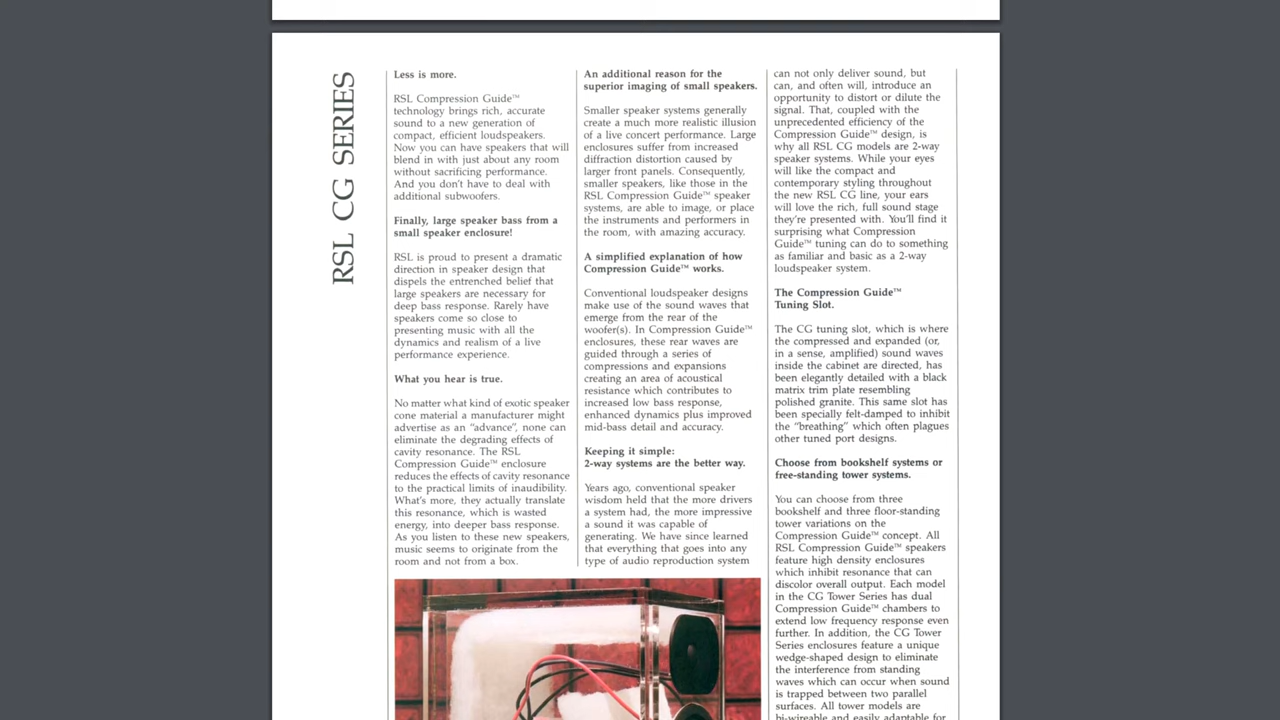 RSL CG SERIES
Less is more.
RSL Compression Guide™
technology brings rich, accurate
sound to a new generation of
compact, efficient loudspeakers.
Now you can have speakers that will
blend in with just about any room
without sacrificing performance.
And you don't have to deal with
additional subwoofers.
Finally, large speaker bass from a
small speaker enclosure!
RSL is proud to present a dramatic
direction in speaker design that
dispels the entrenched belief that
large speakers are necessary for
deep bass response. Rarely have
speakers come so close to
presenting music with all the
dynamics and realism of a live
performance experience.
What you hear is true.
No matter what kind of exotic speaker
cone material a manufacturer might
advertise as an "advance", none can
eliminate the degrading effects of
cavity resonance. The RSL
Compression Guide™ enclosure
reduces the effects of cavity resonance
to the practical limits of inaudibility.
What's more, they actually translate
this resonance, which is wasted
energy, into deeper bass response.
As you listen to these new speakers,
music seems to originate from the
room and not from a box.
An additional reason for the
superior imaging of small speakers.
Smaller speaker systems generally
create a much more realistic illusion
of a live concert performance. Large
enclosures suffer from increased
diffraction distortion caused by
larger front panels. Consequently,
smaller speakers, like those in the
RSL Compression Guide™ speaker
systems, are able to image, or place
the instruments and performers in
the room, with amazing accuracy.
A simplified explanation of how
Compression Guide™ works.
Conventional loudspeaker designs
make use of the sound waves that
emerge from the rear of the
woofer(s). In Compression Guide™
enclosures, these rear waves are
guided through a series of
compressions and expansions
creating an area of acoustical
resistance which contributes to
increased low bass response,
enhanced dynamics plus improved
mid-bass detail and accuracy.
Keeping it simple:
2-way systems are the better way.
Years ago, conventional speaker
wisdom held that the more drivers
a system had, the more impressive
a sound it was capable of
generating. We have since learned
that everything that goes into any
type of audio reproduction system
can not only deliver sound, but
can, and often will, introduce an
opportunity to distort or dilute the
signal. That, coupled with the
unprecedented efficiency of the
Compression Guide™ design, is
why all RSL CG models are 2-way
speaker systems. While your eyes
will like the compact and
contemporary styling throughout
the new RSL CG line, your ears
will love the rich, full sound stage
they're presented with. You'll find it
surprising what Compression
Guide™ tuning can do to something
as familiar and basic as a 2-way
loudspeaker system.
The Compression Guide™
Tuning Slot.
The CG tuning slot, which is where
the compressed and expanded (or,
in a sense, amplified) sound waves
inside the cabinet are directed, has
been elegantly detailed with a black
matrix trim plate resembling
polished granite. This same slot has
been specially felt-damped to inhibit
the "breathing" which often plagues
other tuned port designs.
Choose from bookshelf systems or
free-standing tower systems.
You can choose from three
bookshelf and three floor-standing
tower variations on the
Compression Guide™ concept. All
RSL Compression Guide™ speakers
feature high density enclosures
which inhibit resonance that can
discolor overall output. Each model
in the CG Tower Series has dual
Compression Guide™ chambers to
extend low frequency response even
further. In addition, the CG Tower
Series enclosures feature a unique
wedge-shaped design to eliminate
the interference from standing
waves which can occur when sound
is trapped between two parallel
surfaces. All tower models are
bi-wireable and easily adaptable for